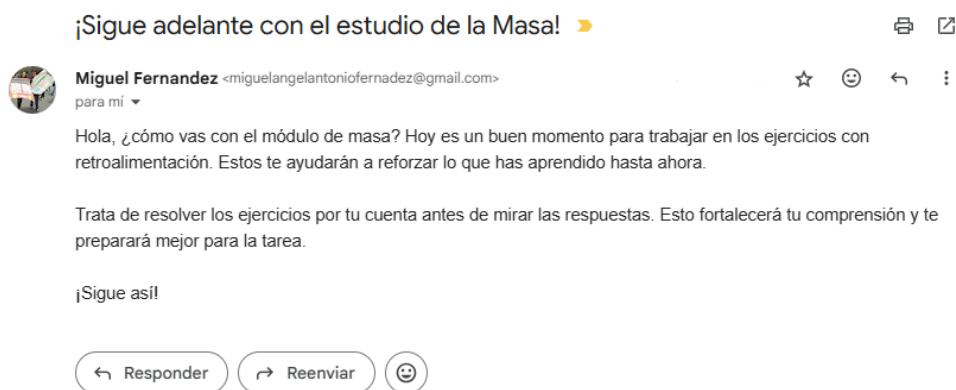 ¡Sigue adelante con el estudio de la Masa!
Miguel Fernandez <miguelangelantoniofernadez@gmail.com>
para mí
Hola, ¿cómo vas con el módulo de masa? Hoy es un buen momento para trabajar en los ejercicios con
retroalimentación. Estos te ayudarán a reforzar lo que has aprendido hasta ahora.
Trata de resolver los ejercicios por tu cuenta antes de mirar las respuestas. Esto fortalecerá tu comprensión y te
preparará mejor para la tarea.
¡Sigue así!
Responder
Reenviar